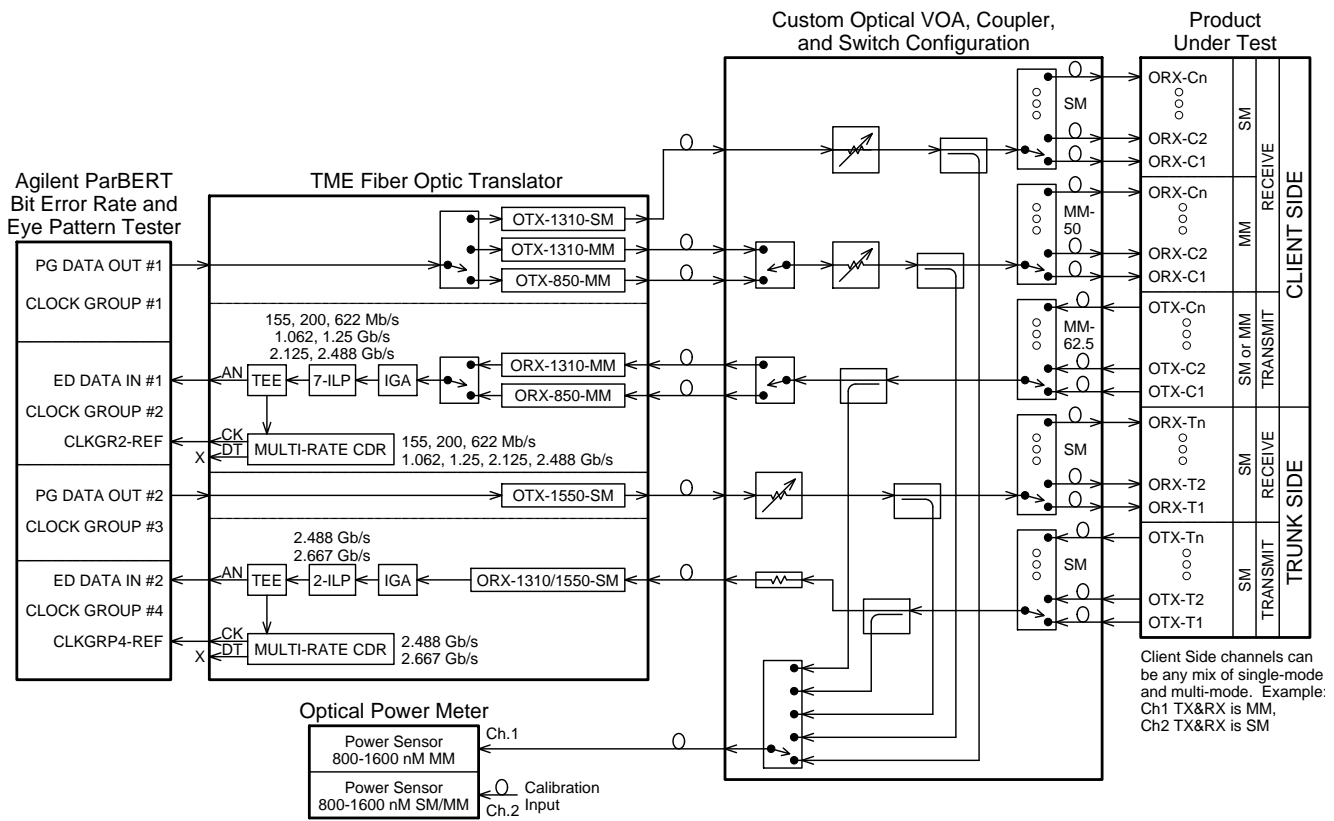 Custom Optical VOA, Coupler,
and Switch Configuration
Product
Under Test
Agilent ParBERT
Bit Error Rate and
Eye Pattern Tester
TME Fiber Optic Translator
PG DATA OUT #1
CLOCK GROUP #1
ED DATA IN #1
CLOCK GROUP #2
CLKGR2-REF
PG DATA OUT #2
CLOCK GROUP #3
ED DATA IN #2
CLOCK GROUP #4
CLKGRP4-REF
OTX-1310-SM
OTX-1310-MM
OTX-850-MM
155, 200, 622 Mb/s
1.062, 1.25 Gb/s
2.125, 2.488 Gb/s
AN
TEE
7-ILP
IGA
ORX-1310-MM
ORX-850-MM
CK
DT
X
MULTI-RATE CDR
155, 200, 622 Mb/s
1.062, 1.25, 2.125, 2.488 Gb/s
OTX-1550-SM
2.488 Gb/s
2.667 Gb/s
AN
TEE
2-ILP
IGA
ORX-1310/1550-SM
CK
DT
X
MULTI-RATE CDR
2.488 Gb/s
2.667 Gb/s
SM
MM-
50
MM-
62.5
SM
SM
ORX-Cn
ORX-C2
ORX-C1
ORX-Cn
ORX-C2
ORX-C1
OTX-Cn
OTX-C2
OTX-C1
ORX-Tn
ORX-T2
ORX-T1
OTX-Tn
OTX-T2
OTX-T1
SM
MM
SM or MM
SM
SM
RECEIVE
TRANSMIT
RECEIVE
TRANSMIT
CLIENT SIDE
TRUNK SIDE
Client Side channels can
be any mix of single-mode
and multi-mode. Example:
Ch1 TX&RX is MM,
Ch2 TX&RX is SM
Optical Power Meter
Power Sensor
800-1600 nM MM
Ch.1
Power Sensor
800-1600 nM SM/MM
Ch.2
Calibration
Input